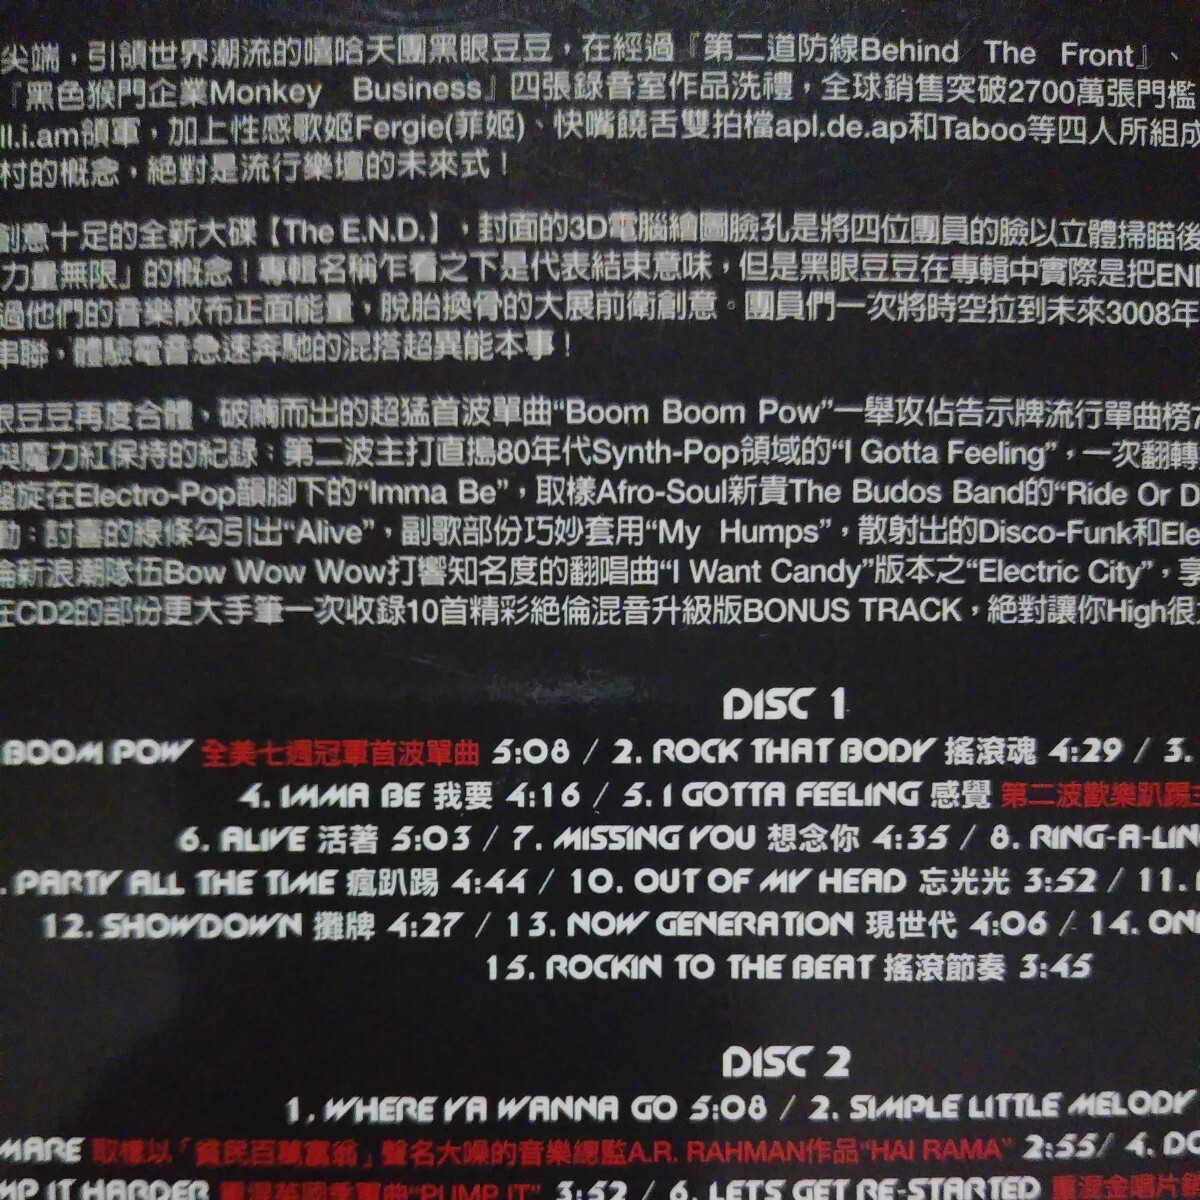 尖端，引領世界潮流的嘻哈天團黑眼豆豆，在經過『第二道防線Behind The Front』、
『黑色猴門企業Monkey Business』四張錄音室作品洗禮，全球銷售突破2700萬張門檻
ll.i.am領軍，加上性感歌姬Fergie(菲姬)、快嘴饒舌雙拍檔apl.de.ap和Taboo等四人所組成
村的概念，絕對是流行樂壇的未來式！
創意十足的全新大碟【The E.N.D.】，封面的3D電腦繪圖臉孔是將四位團員的臉以立體掃瞄後
力量無限」的概念！專輯名稱乍看之下是代表結束意味，但是黑眼豆豆在專輯中實際是把END
過他們的音樂散布正面能量，脫胎換骨的大展前衛創意。團員們一次將時空拉到未來3008年
串聯，體驗電音急速奔馳的混搭超異能本事！
眼豆豆再度合體，破繭而出的超猛首波單曲“Boom Boom Pow”一舉攻佔告示牌流行單曲榜
與魔力紅保持的紀錄；第二波主打直搗80年代Synth-Pop領域的“I Gotta Feeling”，一次翻轉
盤旋在Electro-Pop韻腳下的“Imma Be”，取樣Afro-Soul新貴The Budos Band的“Ride Or D
動；討喜的線條勾引出“Alive”，副歌部份巧妙套用“My Humps”，散射出的Disco-Funk和Ele
新浪潮隊伍Bow Wow Wow打響知名度的翻唱曲“I Want Candy”版本之“Electric City”，享
在CD2的部份更大手筆一次收錄10首精彩絕倫混音升級版BONUS TRACK，絕對讓你High很
DISC 1
BOOM POW 全美七週冠軍首波單曲 5:08 / 2. ROCK THAT BODY 搖滾魂 4:29 / 3.
4. IMMA BE 我要 4:16 / 5. I GOTTA FEELING 感覺 第二波歡樂趴踢主
6. ALIVE 活著 5:03 / 7. MISSING YOU 想念你 4:35 / 8. RING-A-LIN
. PARTY ALL THE TIME 瘋趴踢 4:44 / 10. OUT OF MY HEAD 忘光光 3:52 / 11.
12. SHOWDOWN 攤牌 4:27 / 13. NOW GENERATION 現世代 4:06 / 14. ON
15. ROCKIN TO THE BEAT 搖滾節奏 3:45
DISC 2
1. WHERE YA WANNA GO 5:08 / 2. SIMPLE LITTLE MELODY
MARE 取樣以「貧民百萬富翁」聲名大噪的音樂總監A.R. RAHMAN作品“HAI RAMA” 2:55/ 4. DO
MP IT HARDER 重混英國季軍曲“PUMP IT” 3:52 / 6. LETS GET RE-STARTED 重混金唱片